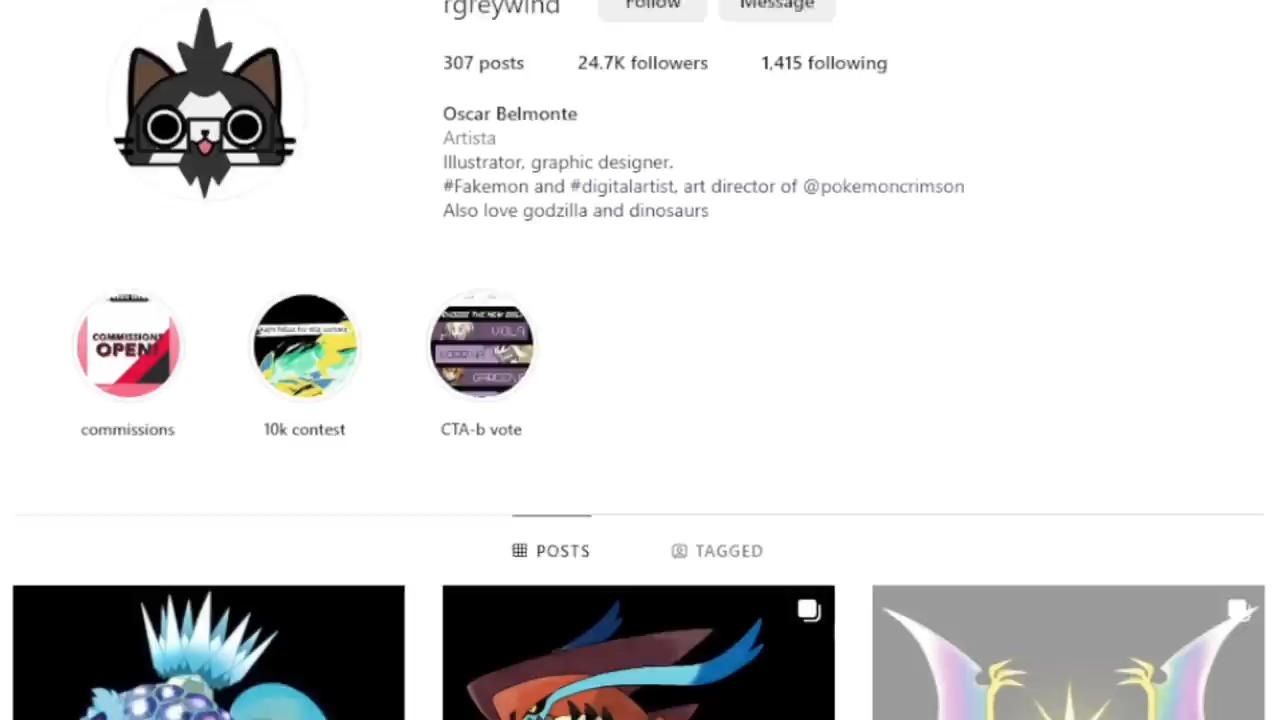 rgreywind Follow Message
307 posts 24.7K followers 1,415 following
Oscar Belmonte
Artista
Illustrator, graphic designer.
#Fakemon and #digitalartist, art director of @pokemoncrimson
Also love godzilla and dinosaurs
COMMISSIONS
OPEN!
VIOLA
commissions 10k contest CTA-b vote
POSTS TAGGED